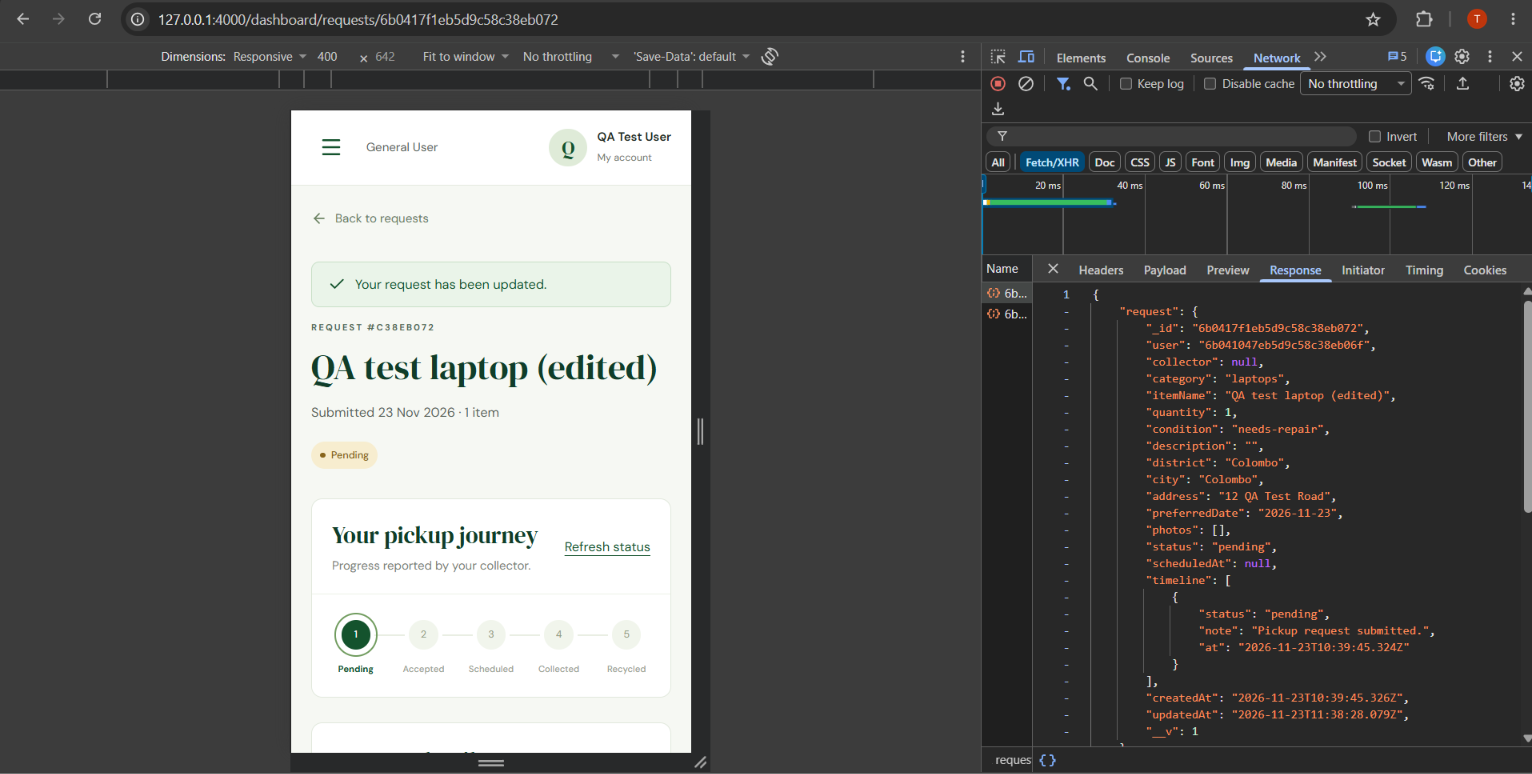 127.0.0.1:4000/dashboard/requests/6b0417f1eb5d9c58c38eb072
T
Dimensions: Responsive 400 × 642 Fit to window No throttling 'Save-Data': default
General User
Q
QA Test User
My account
Back to requests
Your request has been updated.
REQUEST #C38EB072
QA test laptop (edited)
Submitted 23 Nov 2026 · 1 item
Pending
Your pickup journey
Refresh status
Progress reported by your collector.
1 2 3 4 5
Pending Accepted Scheduled Collected Recycled
Elements Console Sources Network 5
Keep log Disable cache No throttling
Invert More filters
All Fetch/XHR Doc CSS JS Font Img Media Manifest Socket Wasm Other
20 ms 40 ms 60 ms 80 ms 100 ms 120 ms 14
Name Headers Payload Preview Response Initiator Timing Cookies
6b...
6b...
1 {
- "request": {
- "_id": "6b0417f1eb5d9c58c38eb072",
- "user": "6b041047eb5d9c58c38eb06f",
- "collector": null,
- "category": "laptops",
- "itemName": "QA test laptop (edited)",
- "quantity": 1,
- "condition": "needs-repair",
- "description": "",
- "district": "Colombo",
- "city": "Colombo",
- "address": "12 QA Test Road",
- "preferredDate": "2026-11-23",
- "photos": [],
- "status": "pending",
- "scheduledAt": null,
- "timeline": [
- {
- "status": "pending",
- "note": "Pickup request submitted.",
- "at": "2026-11-23T10:39:45.324Z"
- }
- ],
- "createdAt": "2026-11-23T10:39:45.326Z",
- "updatedAt": "2026-11-23T11:38:28.079Z",
- "__v": 1
reques {}